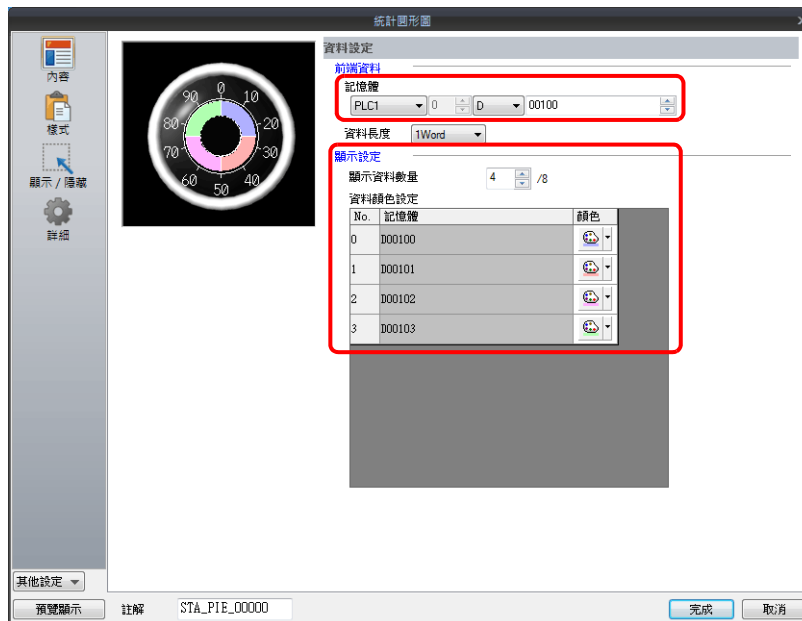 統計圓形圖
內容
樣式
顯示 / 隱藏
詳細
0
10
20
30
40
50
60
70
80
90
資料設定
前端資料
記憶體
PLC1 0 D 00100
資料長度 1Word
顯示設定
顯示資料數量 4 /8
資料顏色設定
No. 記憶體 顏色
0 D00100
1 D00101
2 D00102
3 D00103
其他設定
預覽顯示 註解 STA_PIE_00000 完成 取消